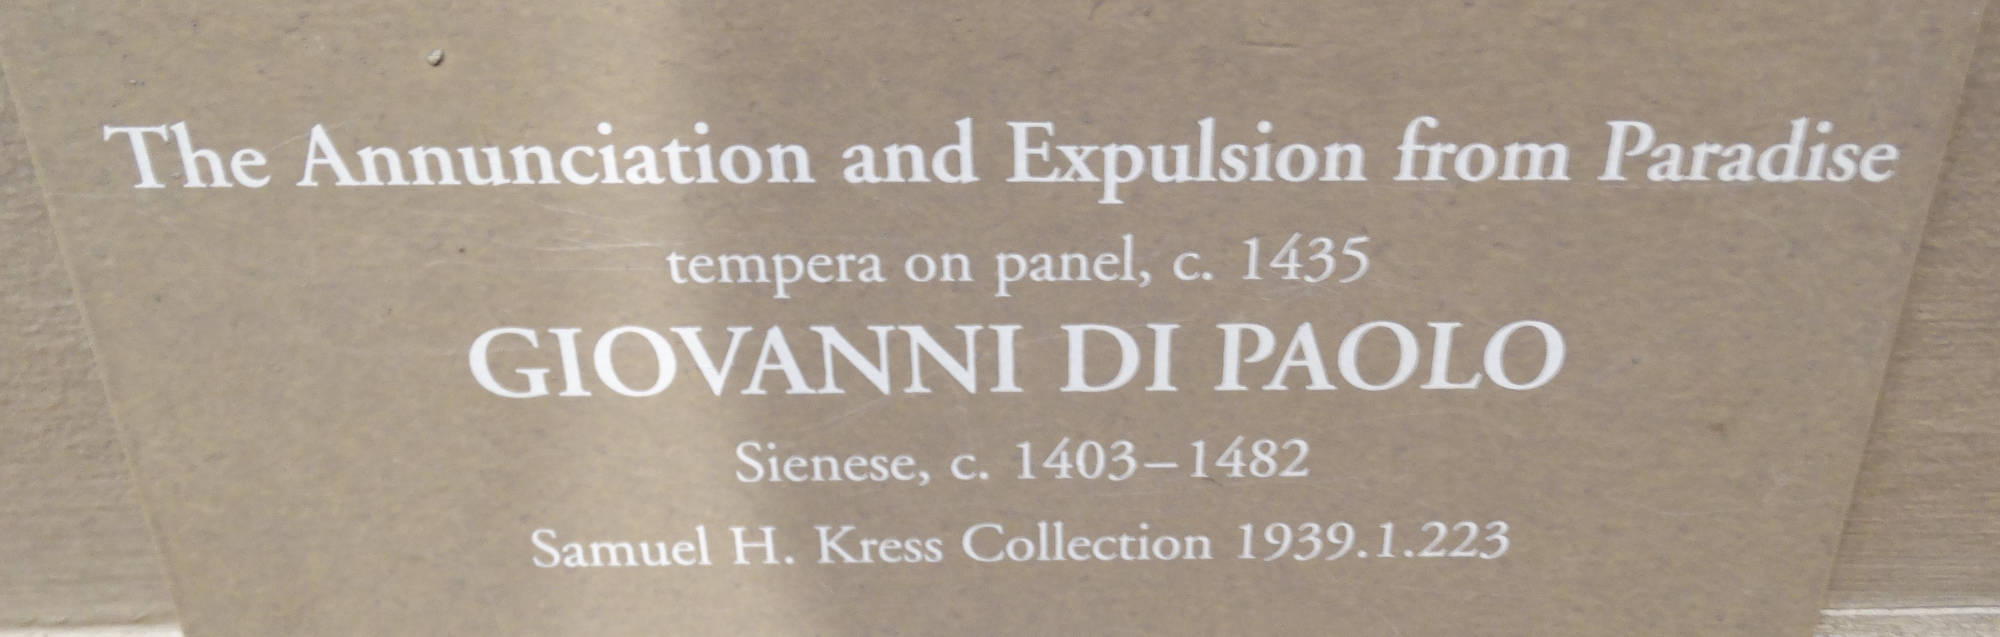 The Annunciation and Expulsion from Paradise
tempera on panel, c. 1435
GIOVANNI DI PAOLO
Sienese, c. 1403–1482
Samuel H. Kress Collection 1939.1.223